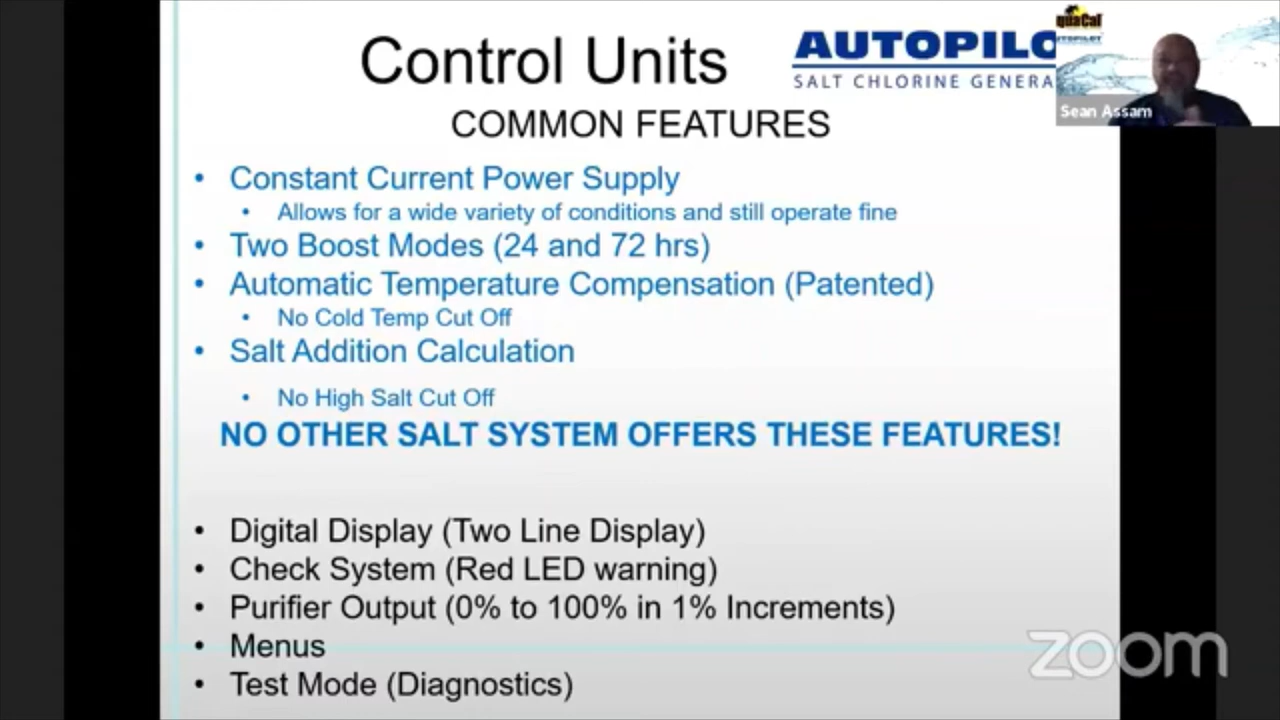 Control Units
AUTOPILO
SALT CHLORINE GENERA
quaCal
Sean Assam
COMMON FEATURES
• Constant Current Power Supply
• Allows for a wide variety of conditions and still operate fine
• Two Boost Modes (24 and 72 hrs)
• Automatic Temperature Compensation (Patented)
• No Cold Temp Cut Off
• Salt Addition Calculation
• No High Salt Cut Off
NO OTHER SALT SYSTEM OFFERS THESE FEATURES!
• Digital Display (Two Line Display)
• Check System (Red LED warning)
• Purifier Output (0% to 100% in 1% Increments)
• Menus
• Test Mode (Diagnostics)
zoom